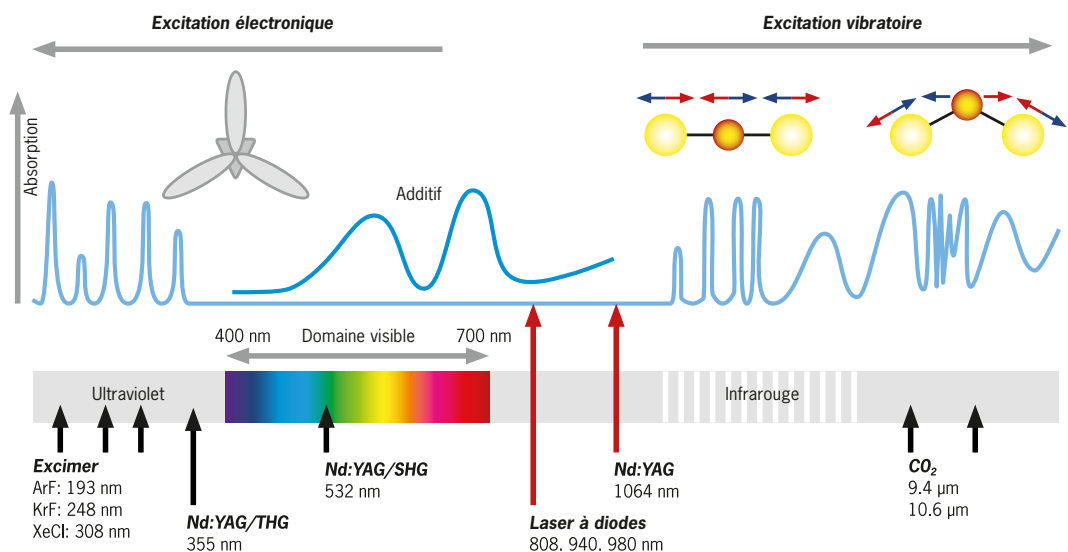 Excitation électronique
Excitation vibratoire
Absorption
Additif
400 nm
Domaine visible
700 nm
Ultraviolet
Infrarouge
Excimer
ArF: 193 nm
KrF: 248 nm
XeCl: 308 nm
Nd:YAG/THG
355 nm
Nd:YAG/SHG
532 nm
Laser à diodes
808, 940, 980 nm
Nd:YAG
1064 nm
CO₂
9.4 µm
10.6 µm